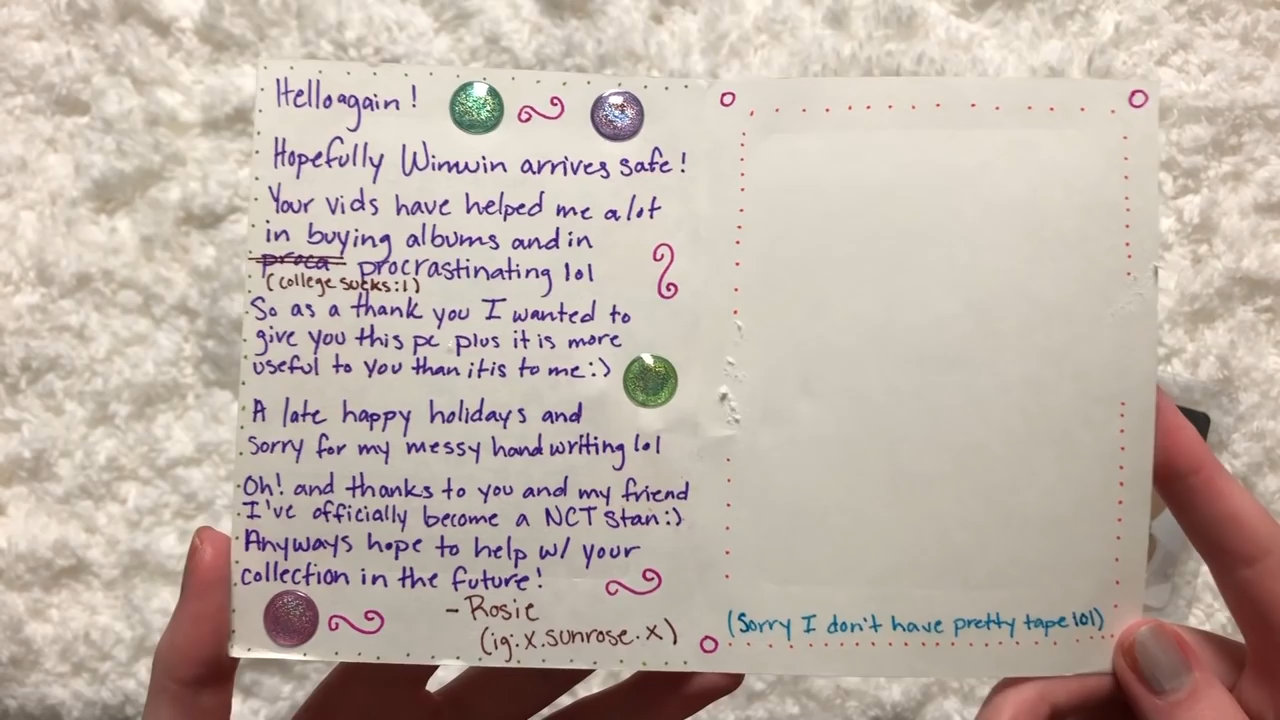 Hello again!
Hopefully Winwin arrives safe!
Your vids have helped me alot
in buying albums and in
proca procrastinating lol
(college sucks:l)
So as a thank you I wanted to
give you this pc plus it is more
useful to you than it is to me:)
A late happy holidays and
sorry for my messy handwriting lol
Oh! and thanks to you and my friend
I've officially become a NCT stan:)
Anyways hope to help w/ your
collection in the future!
- Rosie
(ig:x.sunrose.x)
(Sorry I don't have pretty tape lol)